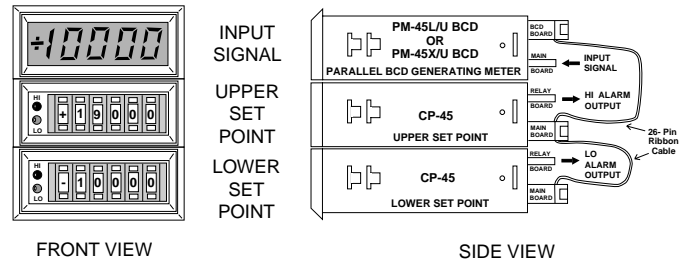 ÷10000
INPUT
SIGNAL
HI
LO
+19000
UPPER
SET
POINT
HI
LO
-10000
LOWER
SET
POINT
FRONT VIEW
PM-45L/U BCD
OR
PM-45X/U BCD
PARALLEL BCD GENERATING METER
BCD
BOARD
MAIN
BOARD
INPUT
SIGNAL
CP-45
UPPER SET POINT
RELAY
BOARD
HI ALARM
OUTPUT
MAIN
BOARD
26- Pin
Ribbon
Cable
CP-45
LOWER SET POINT
RELAY
BOARD
LO
ALARM
OUTPUT
MAIN
BOARD
SIDE VIEW